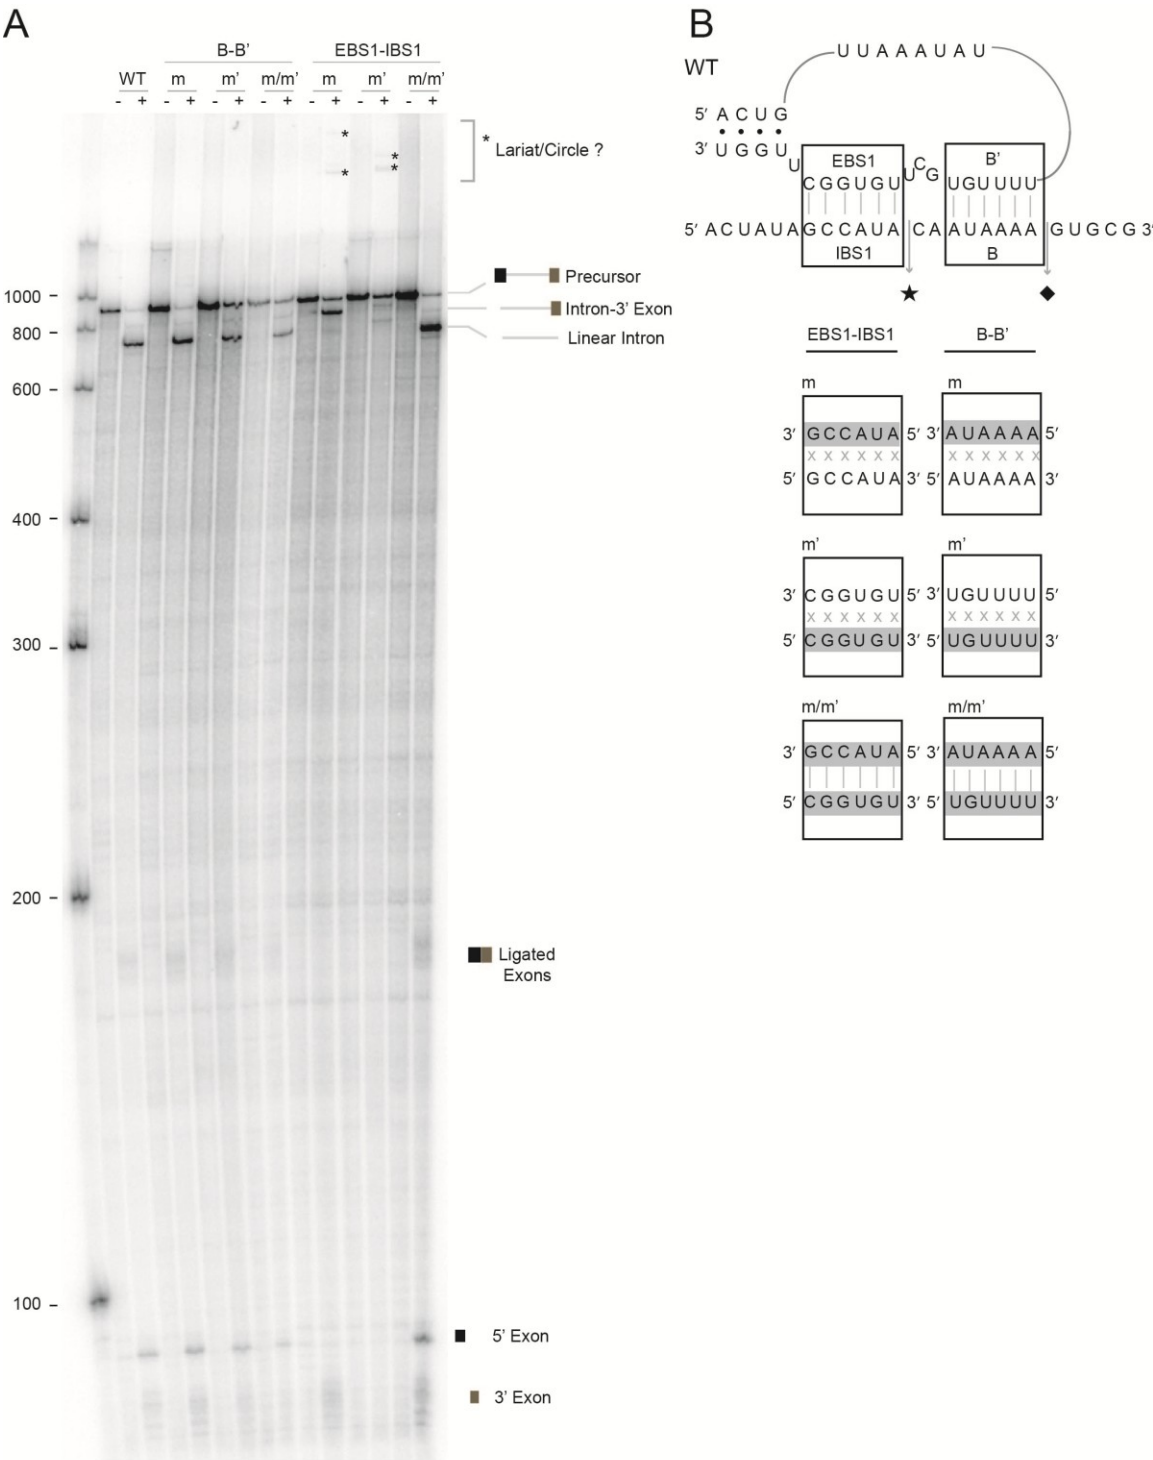 A
B-B'
EBS1-IBS1
WT
m
m'
m/m'
m
m'
m/m'
- + - + - + - + - + - + - +
* Lariat/Circle ?
*
*
*
*
1000
800
600
400
300
200
100
Precursor
Intron-3' Exon
Linear Intron
Ligated
Exons
5' Exon
3' Exon
B
WT
U U A A A U A U
5' A C U G
3' U G G U
U
EBS1
C G G U G U
U C G
B'
U G U U U U
5' A C U A U A G C C A U A C A A U A A A A G U G C G 3'
IBS1
B
EBS1-IBS1
B-B'
m
m
3' G C C A U A 5'
3' A U A A A A 5'
x x x x x x
x x x x x x
5' G C C A U A 3'
5' A U A A A A 3'
m'
m'
3' C G G U G U 5'
3' U G U U U U 5'
x x x x x x
x x x x x x
5' C G G U G U 3'
5' U G U U U U 3'
m/m'
m/m'
3' G C C A U A 5'
3' A U A A A A 5'
5' C G G U G U 3'
5' U G U U U U 3'